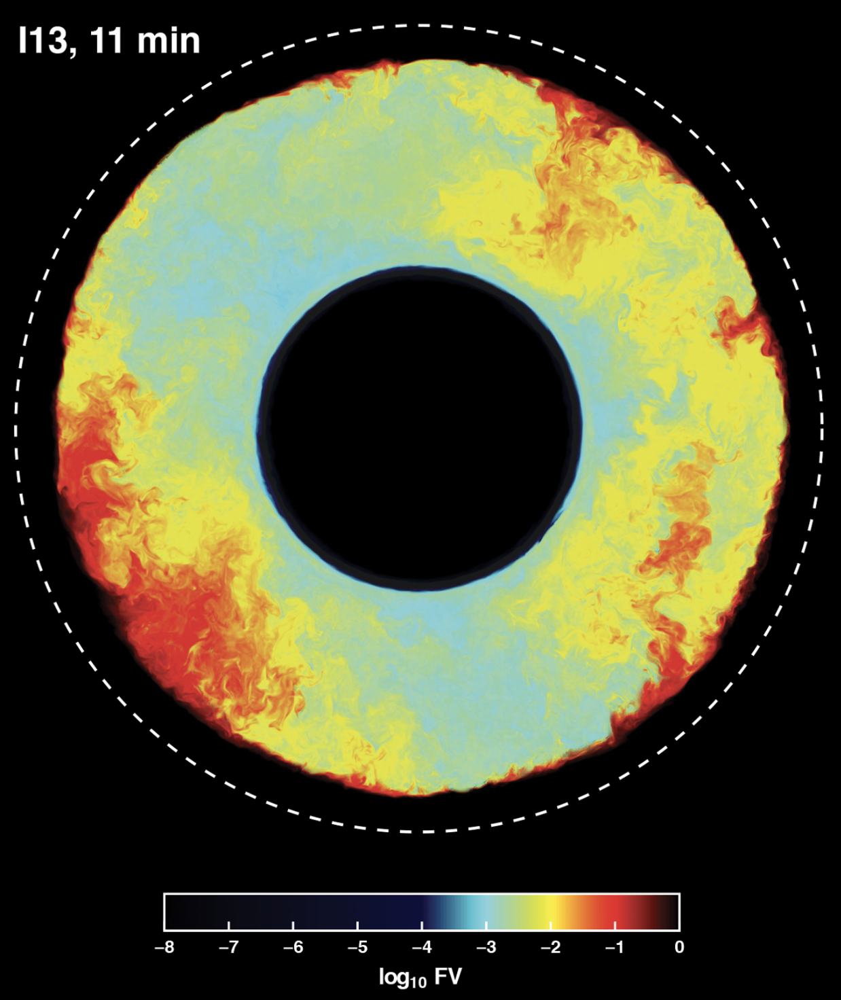 I13, 11 min
−8 −7 −6 −5 −4 −3 −2 −1 0
log₁₀ FV